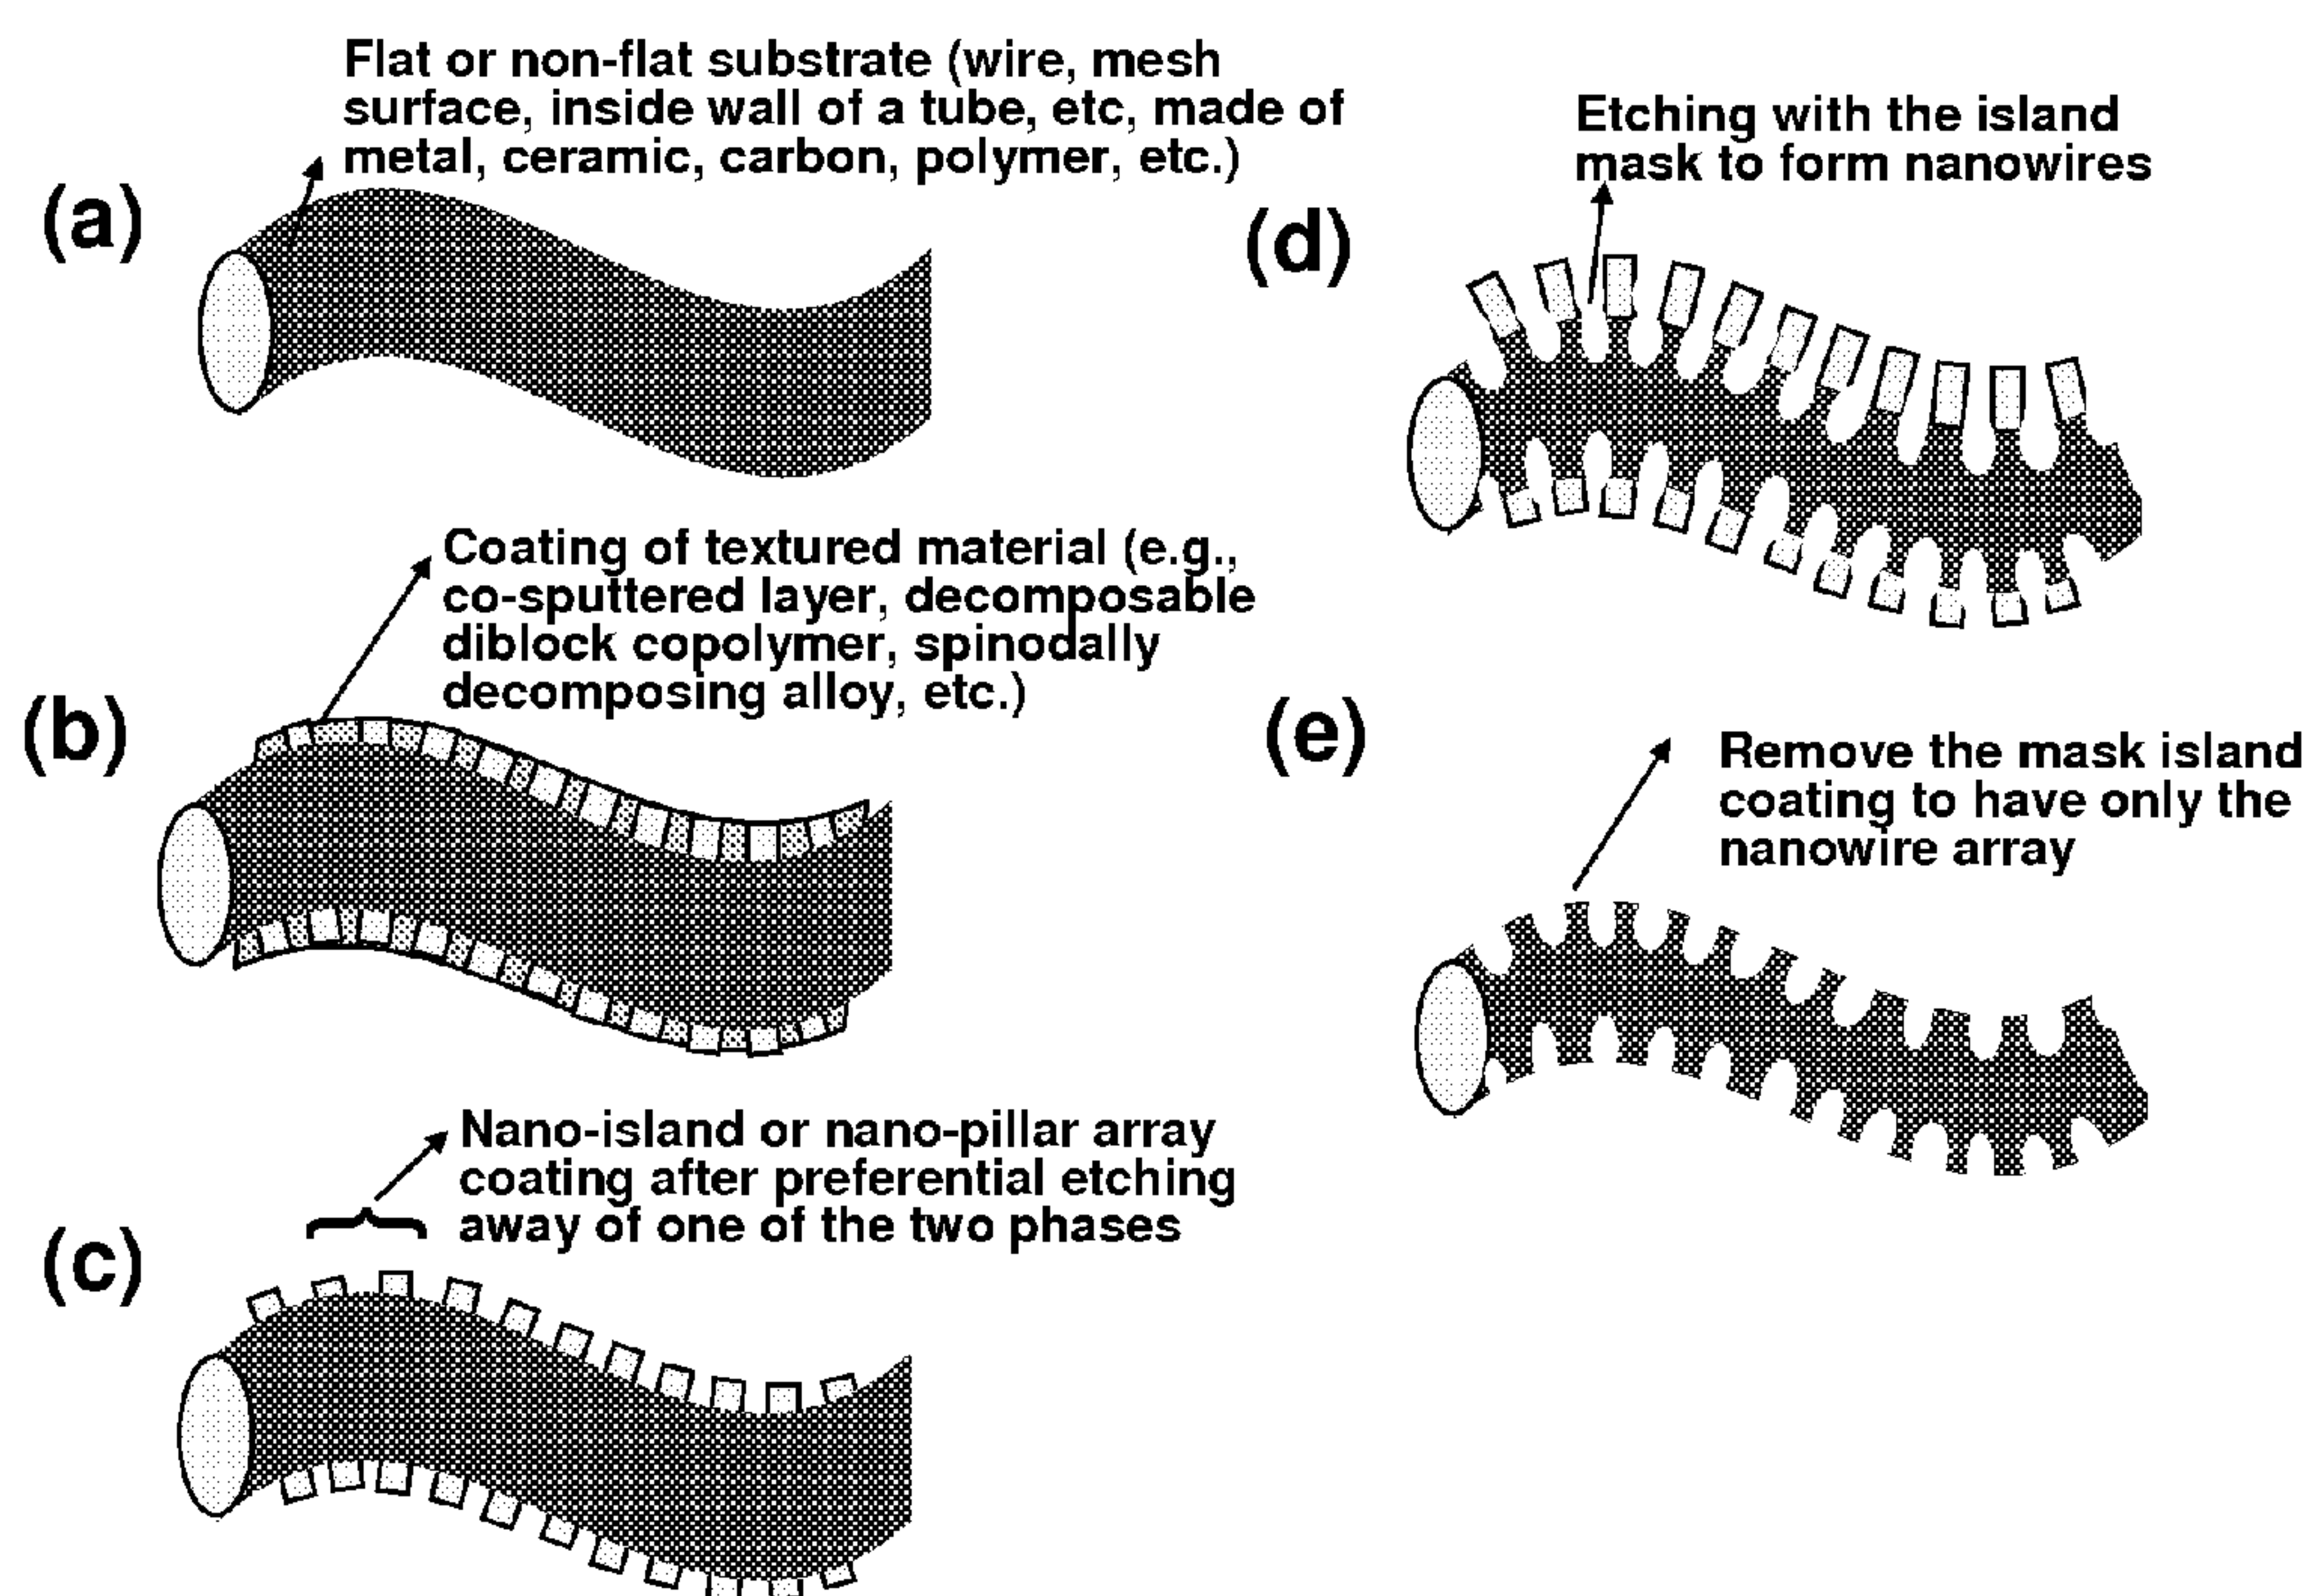 (a)
Flat or non-flat substrate (wire, mesh
surface, inside wall of a tube, etc, made of
metal, ceramic, carbon, polymer, etc.)
(b)
Coating of textured material (e.g.,
co-sputtered layer, decomposable
diblock copolymer, spinodally
decomposing alloy, etc.)
(c)
Nano-island or nano-pillar array
coating after preferential etching
away of one of the two phases
(d)
Etching with the island
mask to form nanowires
(e)
Remove the mask island
coating to have only the
nanowire array